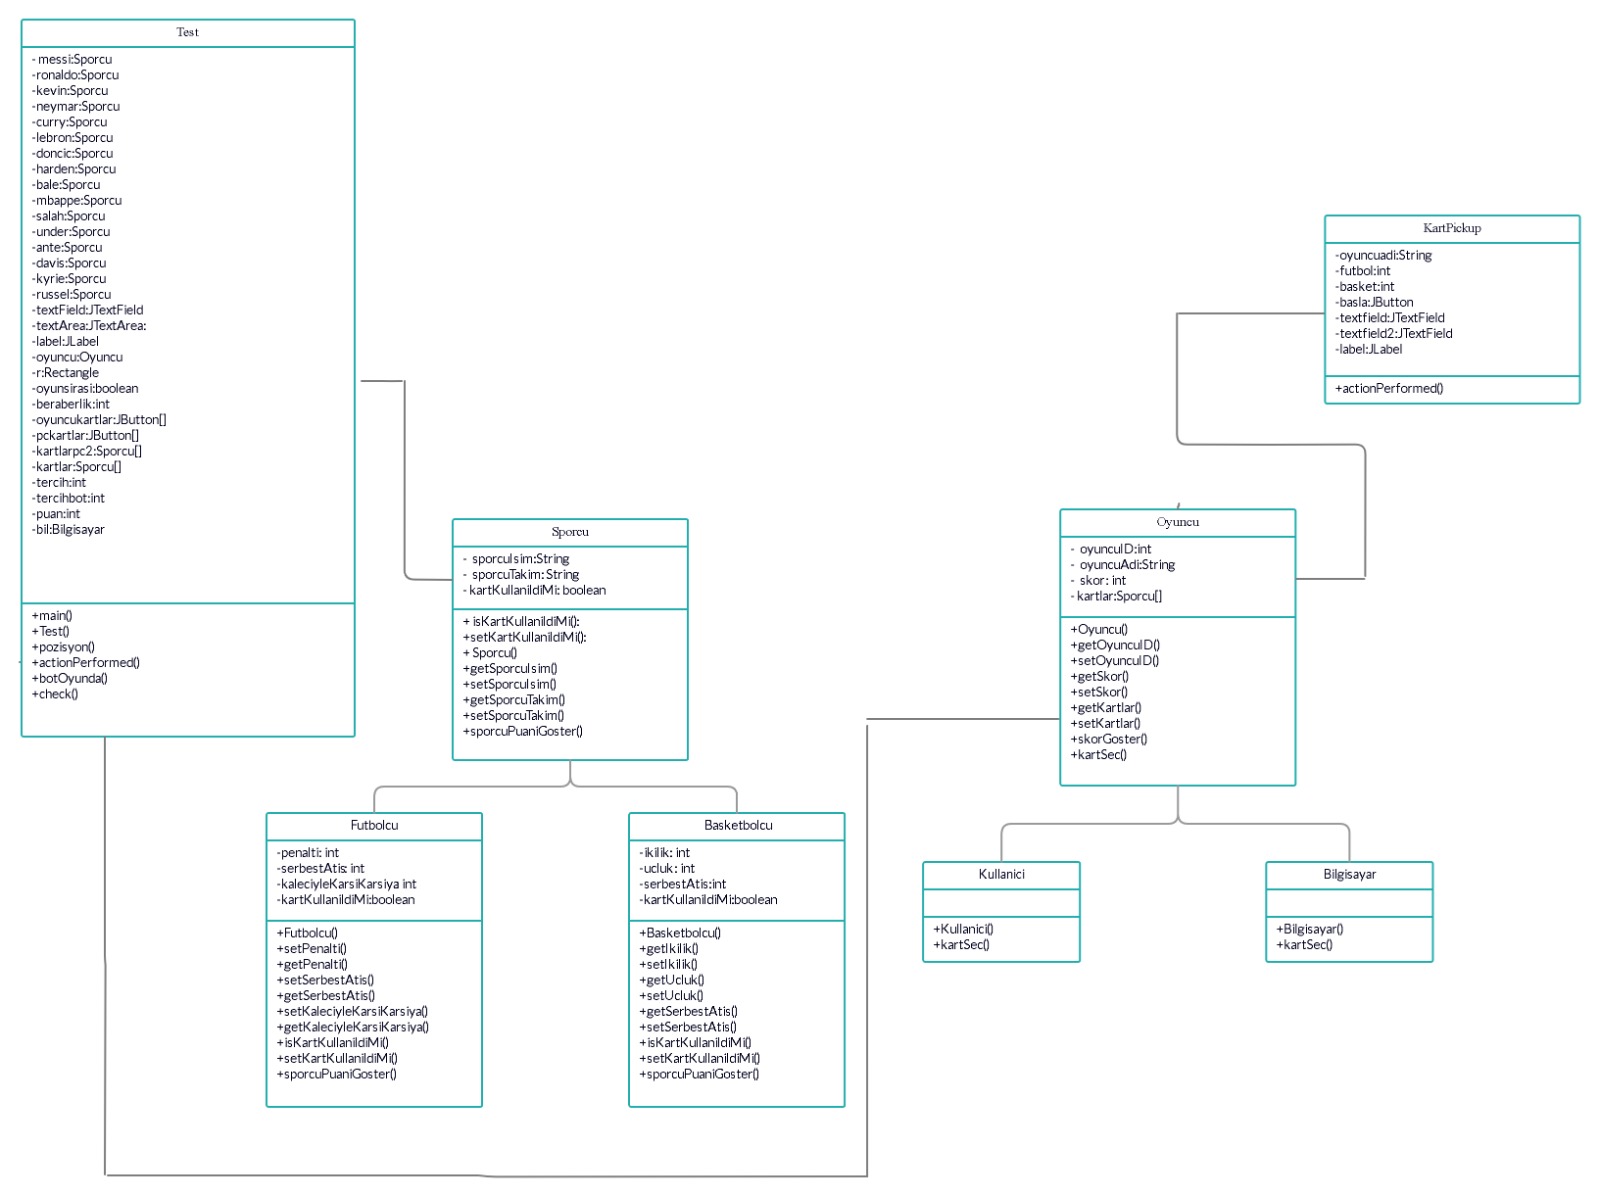 Test
- messi:Sporcu
-ronaldo:Sporcu
-kevin:Sporcu
-neymar:Sporcu
-curry:Sporcu
-lebron:Sporcu
-doncic:Sporcu
-harden:Sporcu
-bale:Sporcu
-mbappe:Sporcu
-salah:Sporcu
-under:Sporcu
-ante:Sporcu
-davis:Sporcu
-kyrie:Sporcu
-russel:Sporcu
-textField:JTextField
-textArea:JTextArea:
-label:JLabel
-oyuncu:Oyuncu
-r:Rectangle
-oyunsirasi:boolean
-beraberlik:int
-oyuncukartlar:JButton[]
-pckartlar:JButton[]
-kartlarpc2:Sporcu[]
-kartlar:Sporcu[]
-tercih:int
-tercihbot:int
-puan:int
-bil:Bilgisayar
+main()
+Test()
+pozisyon()
+actionPerformed()
+botOyunda()
+check()
Sporcu
- sporcuIsim:String
- sporcuTakim: String
- kartKullanildiMi: boolean
+ isKartKullanildiMi():
+setKartKullanildiMi():
+ Sporcu()
+getSporcuIsim()
+setSporcuIsim()
+getSporcuTakim()
+setSporcuTakim()
+sporcuPuaniGoster()
Futbolcu
-penalti: int
-serbestAtis: int
-kaleciyleKarsiKarsiya int
-kartKullanildiMi:boolean
+Futbolcu()
+setPenalti()
+getPenalti()
+setSerbestAtis()
+getSerbestAtis()
+setKaleciyleKarsiKarsiya()
+getKaleciyleKarsiKarsiya()
+isKartKullanildiMi()
+setKartKullanildiMi()
+sporcuPuaniGoster()
Basketbolcu
-ikilik: int
-ucluk: int
-serbestAtis:int
-kartKullanildiMi:boolean
+Basketbolcu()
+getIkilik()
+setIkilik()
+getUcluk()
+setUcluk()
+getSerbestAtis()
+setSerbestAtis()
+isKartKullanildiMi()
+setKartKullanildiMi()
+sporcuPuaniGoster()
KartPickup
-oyuncuadi:String
-futbol:int
-basket:int
-basla:JButton
-textfield:JTextField
-textfield2:JTextField
-label:JLabel
+actionPerformed()
Oyuncu
- oyuncuID:int
- oyuncuAdi:String
- skor: int
- kartlar:Sporcu[]
+Oyuncu()
+getOyuncuID()
+setOyuncuID()
+getSkor()
+setSkor()
+getKartlar()
+setKartlar()
+skorGoster()
+kartSec()
Kullanici
+Kullanici()
+kartSec()
Bilgisayar
+Bilgisayar()
+kartSec()